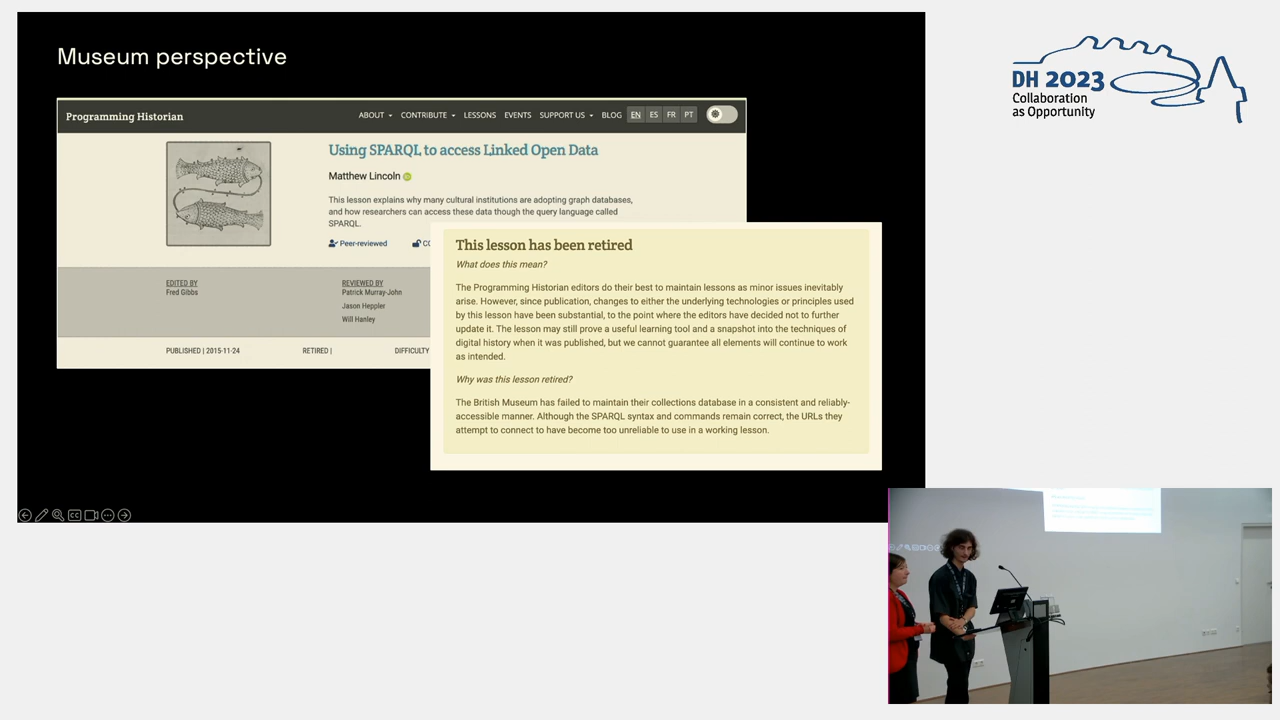 Museum perspective
Programming Historian
ABOUT CONTRIBUTE LESSONS EVENTS SUPPORT US BLOG EN ES FR PT
Using SPARQL to access Linked Open Data
Matthew Lincoln
This lesson explains why many cultural institutions are adopting graph databases,
and how researchers can access these data though the query language called
SPARQL.
Peer-reviewed
EDITED BY
Fred Gibbs
REVIEWED BY
Patrick Murray-John
Jason Heppler
Will Hanley
PUBLISHED | 2015-11-24
RETIRED |
DIFFICULTY
This lesson has been retired
What does this mean?
The Programming Historian editors do their best to maintain lessons as minor issues inevitably
arise. However, since publication, changes to either the underlying technologies or principles used
by this lesson have been substantial, to the point where the editors have decided not to further
update it. The lesson may still prove a useful learning tool and a snapshot into the techniques of
digital history when it was published, but we cannot guarantee all elements will continue to work
as intended.
Why was this lesson retired?
The British Museum has failed to maintain their collections database in a consistent and reliably-
accessible manner. Although the SPARQL syntax and commands remain correct, the URLs they
attempt to connect to have become too unreliable to use in a working lesson.
CC
DH 2023
Collaboration
as Opportunity